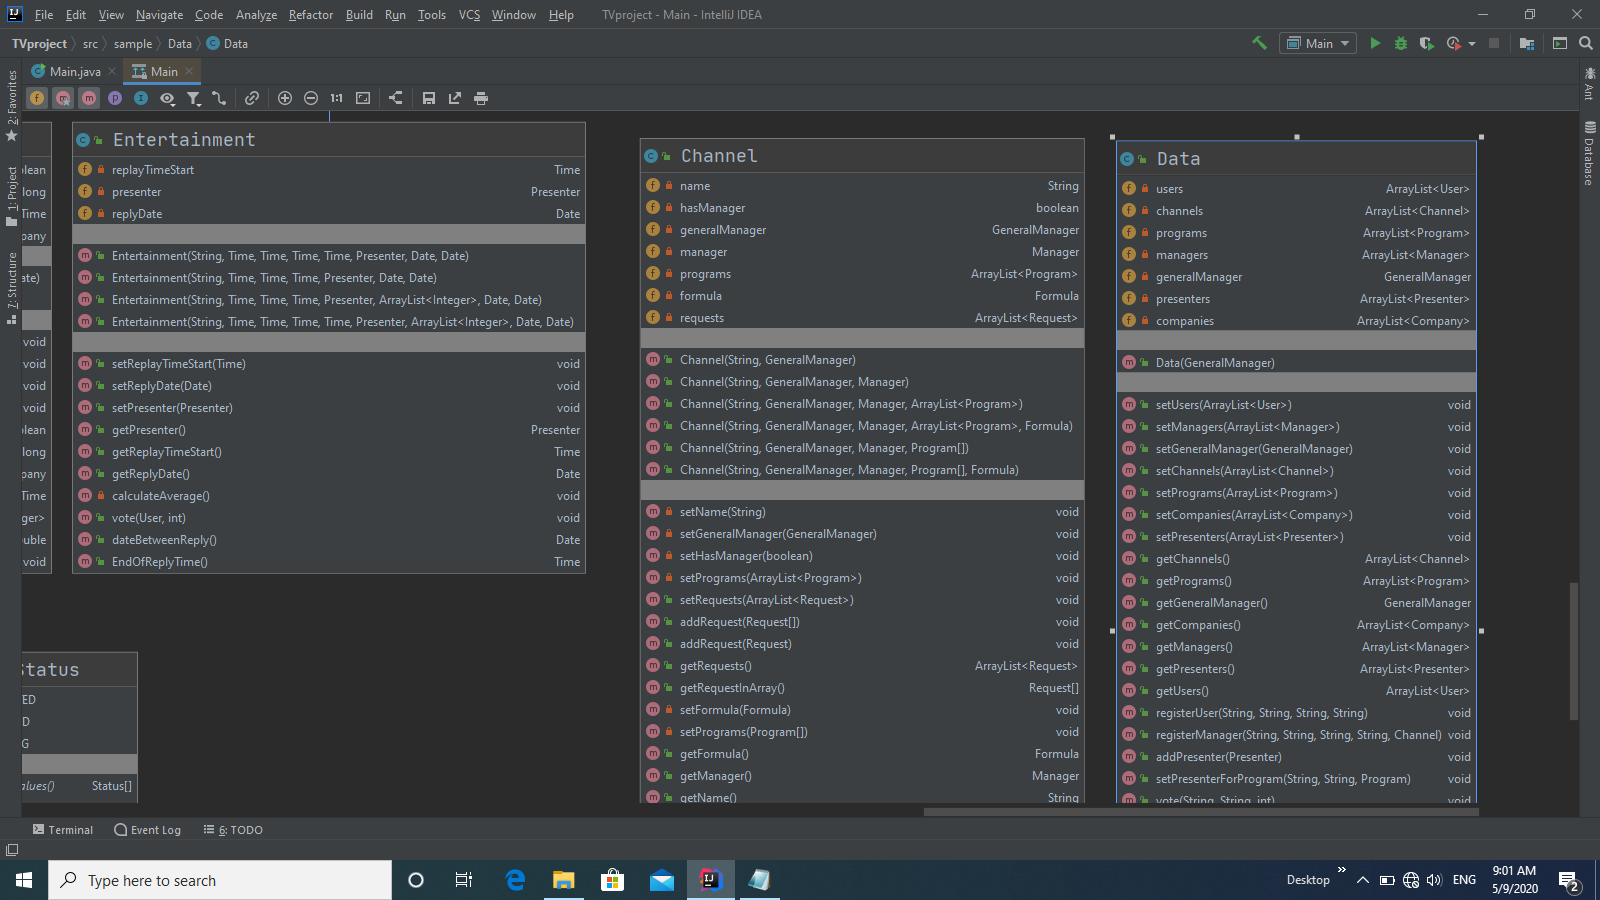 File Edit View Navigate Code Analyze Refactor Build Run Tools VCS Window Help TVproject - Main - IntelliJ IDEA
TVproject src sample Data Data Main
Main.java Main
1:1
2: Favorites
1: Project
7: Structure
Ant
Database
long
Time
void
void
void
void
long
Time
void
Entertainment
replayTimeStart Time
presenter Presenter
replyDate Date
Entertainment(String, Time, Time, Time, Time, Presenter, Date, Date)
Entertainment(String, Time, Time, Time, Presenter, Date, Date)
Entertainment(String, Time, Time, Time, Presenter, ArrayList<Integer>, Date, Date)
Entertainment(String, Time, Time, Time, Time, Presenter, ArrayList<Integer>, Date, Date)
setReplayTimeStart(Time) void
setReplyDate(Date) void
setPresenter(Presenter) void
getPresenter() Presenter
getReplayTimeStart() Time
getReplyDate() Date
calculateAverage() void
vote(User, int) void
dateBetweenReply() Date
EndOfReplyTime() Time
Status
ED
D
G
alues() Status[]
Channel
name String
hasManager boolean
generalManager GeneralManager
manager Manager
programs ArrayList<Program>
formula Formula
requests ArrayList<Request>
Channel(String, GeneralManager)
Channel(String, GeneralManager, Manager)
Channel(String, GeneralManager, Manager, ArrayList<Program>)
Channel(String, GeneralManager, Manager, ArrayList<Program>, Formula)
Channel(String, GeneralManager, Manager, Program[])
Channel(String, GeneralManager, Manager, Program[], Formula)
setName(String) void
setGeneralManager(GeneralManager) void
setHasManager(boolean) void
setPrograms(ArrayList<Program>) void
setRequests(ArrayList<Request>) void
addRequest(Request[]) void
addRequest(Request) void
getRequests() ArrayList<Request>
getRequestInArray() Request[]
setFormula(Formula) void
setPrograms(Program[]) void
getFormula() Formula
getManager() Manager
getName() String
Data
users ArrayList<User>
channels ArrayList<Channel>
programs ArrayList<Program>
managers ArrayList<Manager>
generalManager GeneralManager
presenters ArrayList<Presenter>
companies ArrayList<Company>
Data(GeneralManager)
setUsers(ArrayList<User>) void
setManagers(ArrayList<Manager>) void
setGeneralManager(GeneralManager) void
setChannels(ArrayList<Channel>) void
setPrograms(ArrayList<Program>) void
setCompanies(ArrayList<Company>) void
setPresenters(ArrayList<Presenter>) void
getChannels() ArrayList<Channel>
getPrograms() ArrayList<Program>
getGeneralManager() GeneralManager
getCompanies() ArrayList<Company>
getManagers() ArrayList<Manager>
getPresenters() ArrayList<Presenter>
getUsers() ArrayList<User>
registerUser(String, String, String, String) void
registerManager(String, String, String, String, Channel) void
addPresenter(Presenter) void
setPresenterForProgram(String, String, Program) void
vote(String, String, int) void
Terminal Event Log 6: TODO
Type here to search
Desktop ENG 9:01 AM
5/9/2020 2